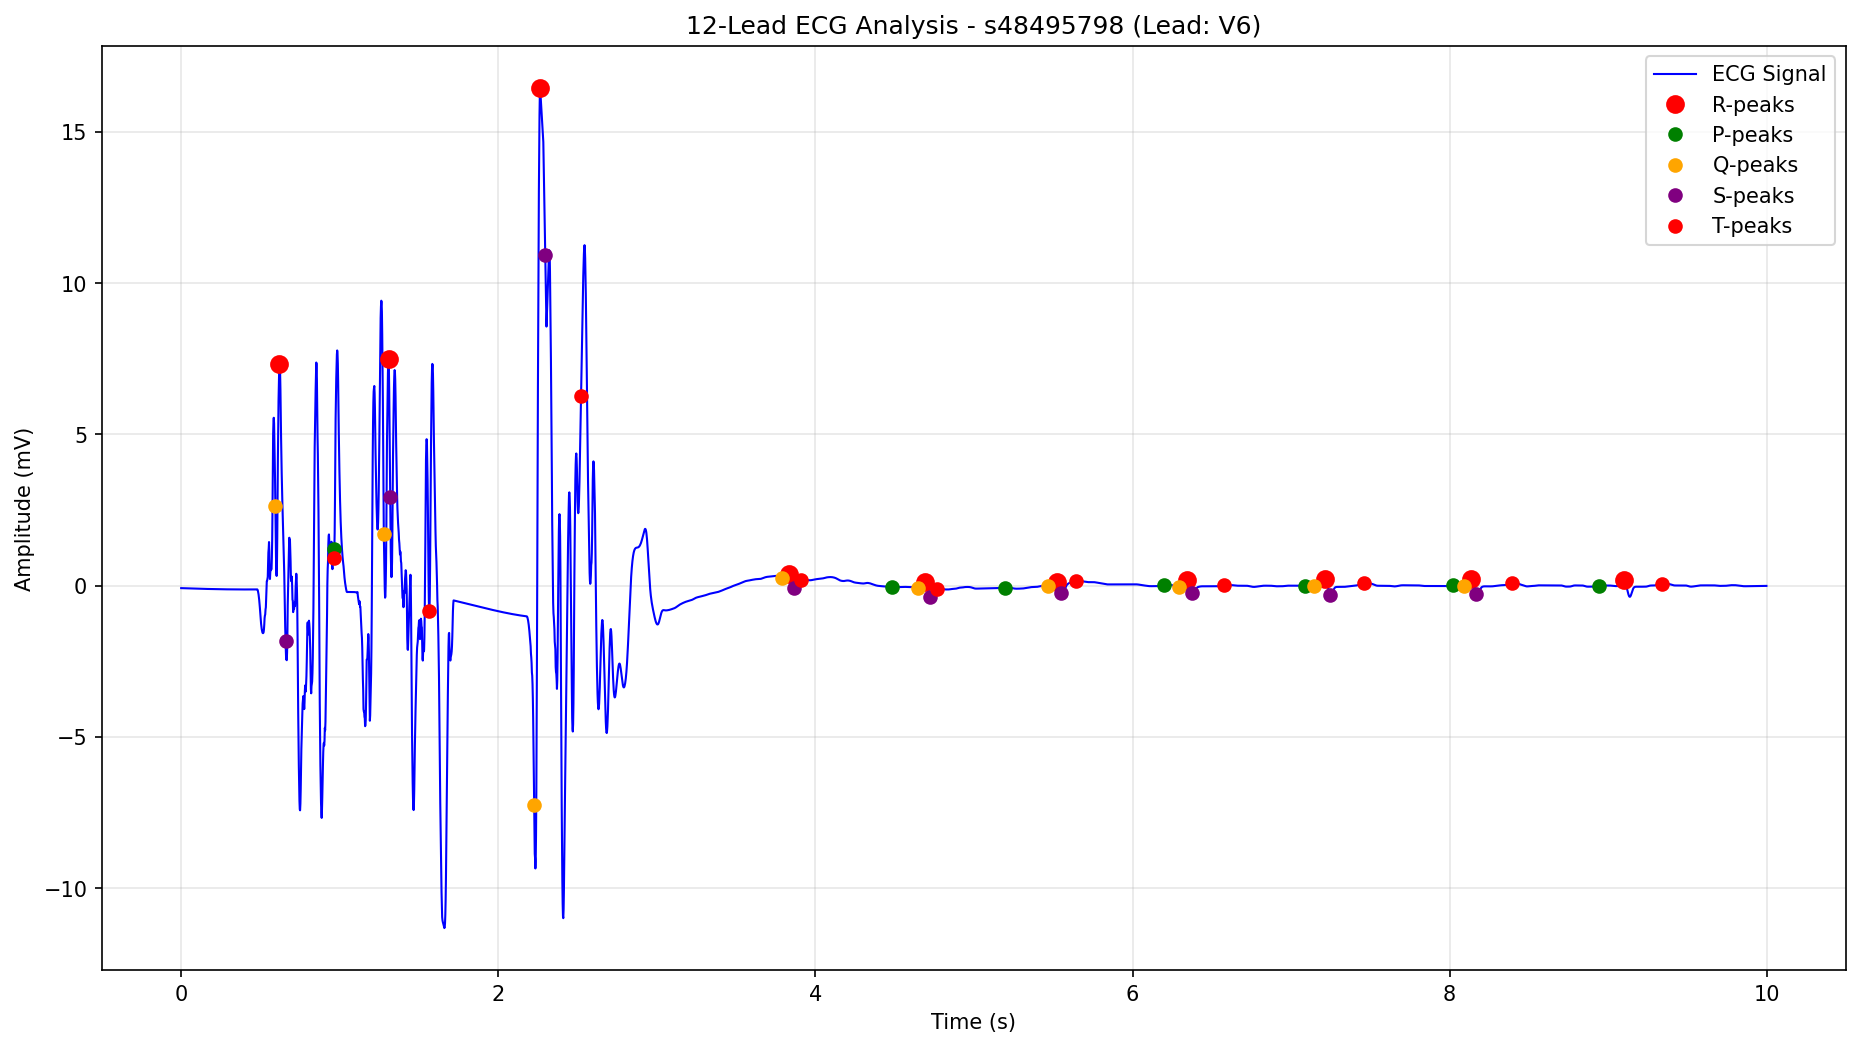 12-Lead ECG Analysis - s48495798 (Lead: V6)
ECG Signal
R-peaks
P-peaks
Q-peaks
S-peaks
T-peaks
Amplitude (mV)
15
10
5
0
−5
−10
0 2 4 6 8 10
Time (s)